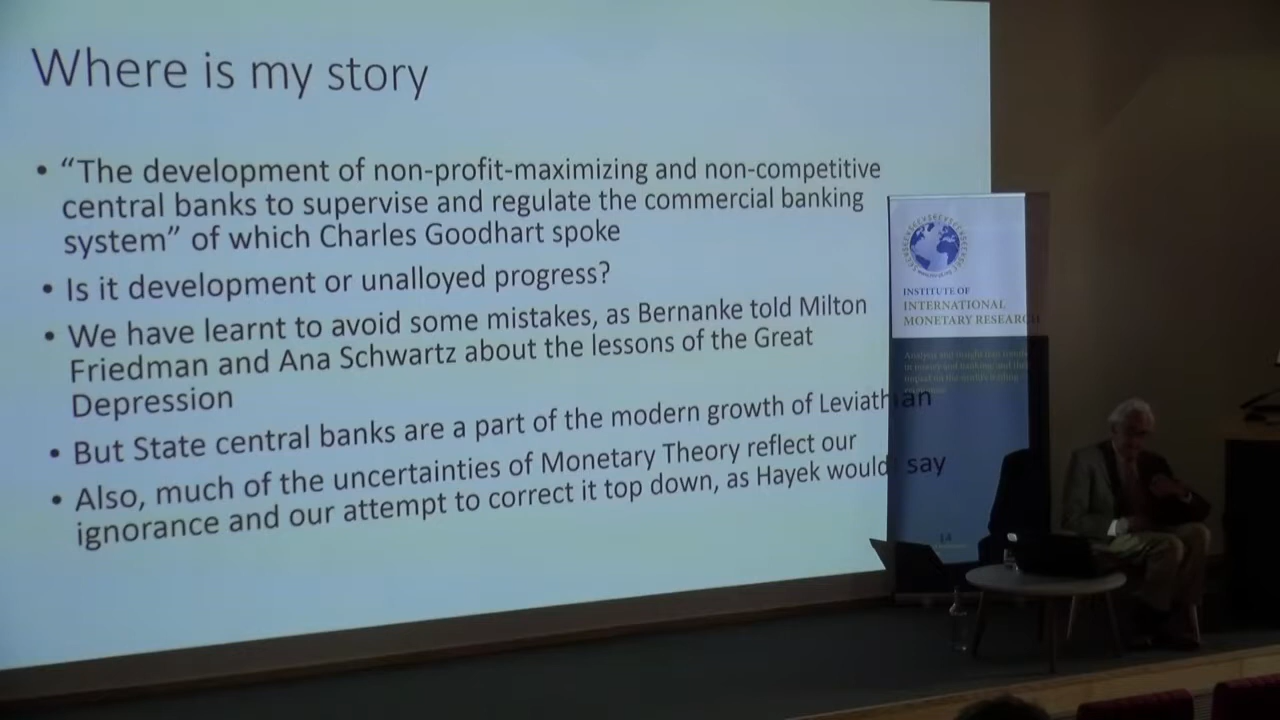 Where is my story
• “The development of non-profit-maximizing and non-competitive
central banks to supervise and regulate the commercial banking
system” of which Charles Goodhart spoke
• Is it development or unalloyed progress?
• We have learnt to avoid some mistakes, as Bernanke told Milton
Friedman and Ana Schwartz about the lessons of the Great
Depression
• But State central banks are a part of the modern growth of Leviathian
• Also, much of the uncertainties of Monetary Theory reflect our
ignorance and our attempt to correct it top down, as Hayek would say
14
INSTITUTE OF
INTERNATIONAL
MONETARY RESEARCH